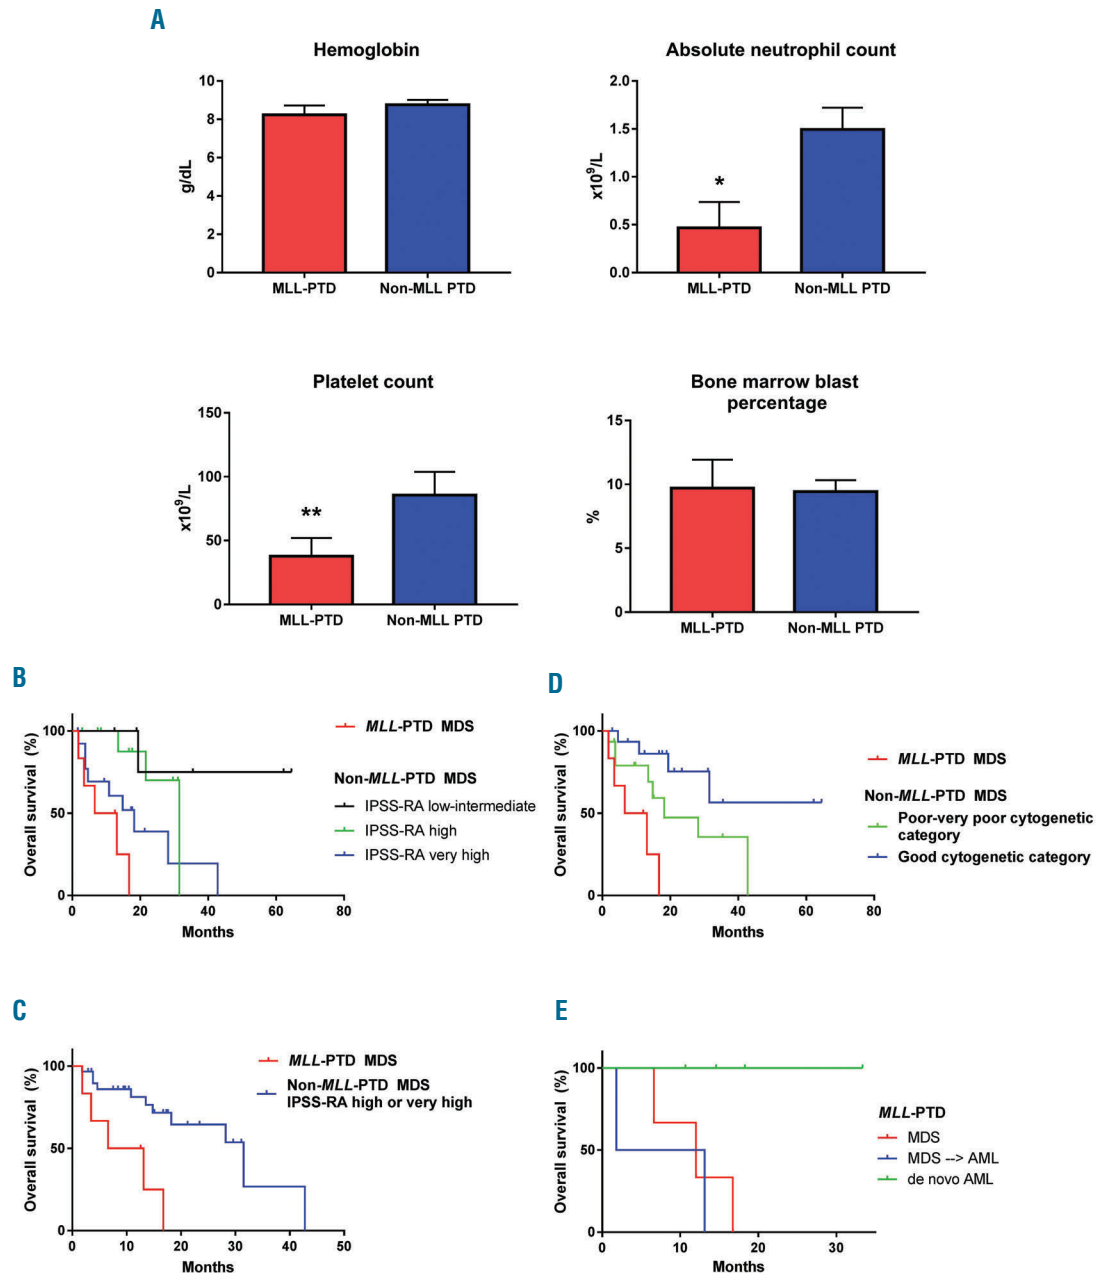 A
Hemoglobin
10
8
6
4
2
0
g/dL
MLL-PTD
Non-MLL PTD
Absolute neutrophil count
2.0
1.5
1.0
0.5
0.0
x10⁹/L
*
MLL-PTD
Non-MLL PTD
Platelet count
150
100
50
0
x10⁹/L
**
MLL-PTD
Non-MLL PTD
Bone marrow blast
percentage
15
10
5
0
%
MLL-PTD
Non-MLL PTD
B
100
50
0
Overall survival (%)
0 20 40 60 80
Months
MLL-PTD MDS
Non-MLL-PTD MDS
IPSS-RA low-intermediate
IPSS-RA high
IPSS-RA very high
D
100
50
0
Overall survival (%)
0 20 40 60 80
Months
MLL-PTD MDS
Non-MLL-PTD MDS
Poor-very poor cytogenetic
category
Good cytogenetic category
C
100
50
0
Overall survival (%)
0 10 20 30 40 50
Months
MLL-PTD MDS
Non-MLL-PTD MDS
IPSS-RA high or very high
E
100
50
0
Overall survival (%)
0 10 20 30
Months
MLL-PTD
MDS
MDS --> AML
de novo AML